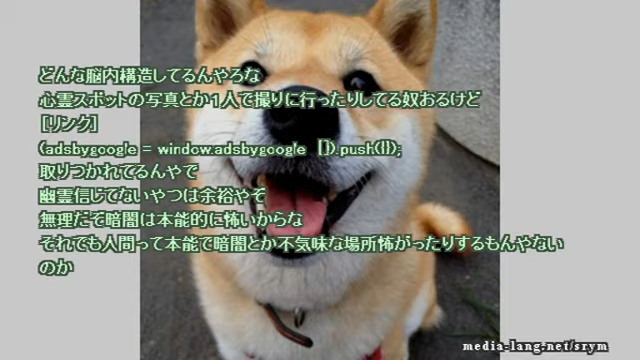 どんな脳内構造してるんやろな
心霊スポットの写真とか1人で撮りに行ったりしてる奴おるけど
[リンク]
(adsbygoogle = window.adsbygoogle []).push({});
取りつかれてるんやで
幽霊信じてないやつは余裕やぞ
無理だぞ暗闇は本能的に怖いからな
それでも人間って本能で暗闇とか不気味な場所怖がったりするもんやない
のか
media-lang.net/srym